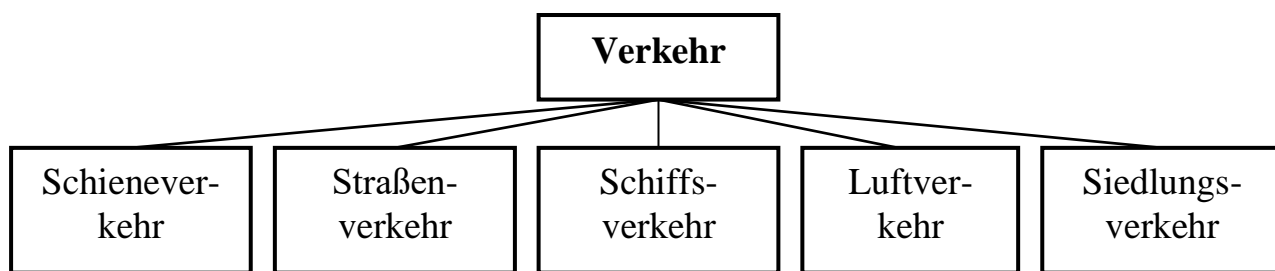 Verkehr
Schienever-
kehr
Straßen-
verkehr
Schiffs-
verkehr
Luftver-
kehr
Siedlungs-
verkehr